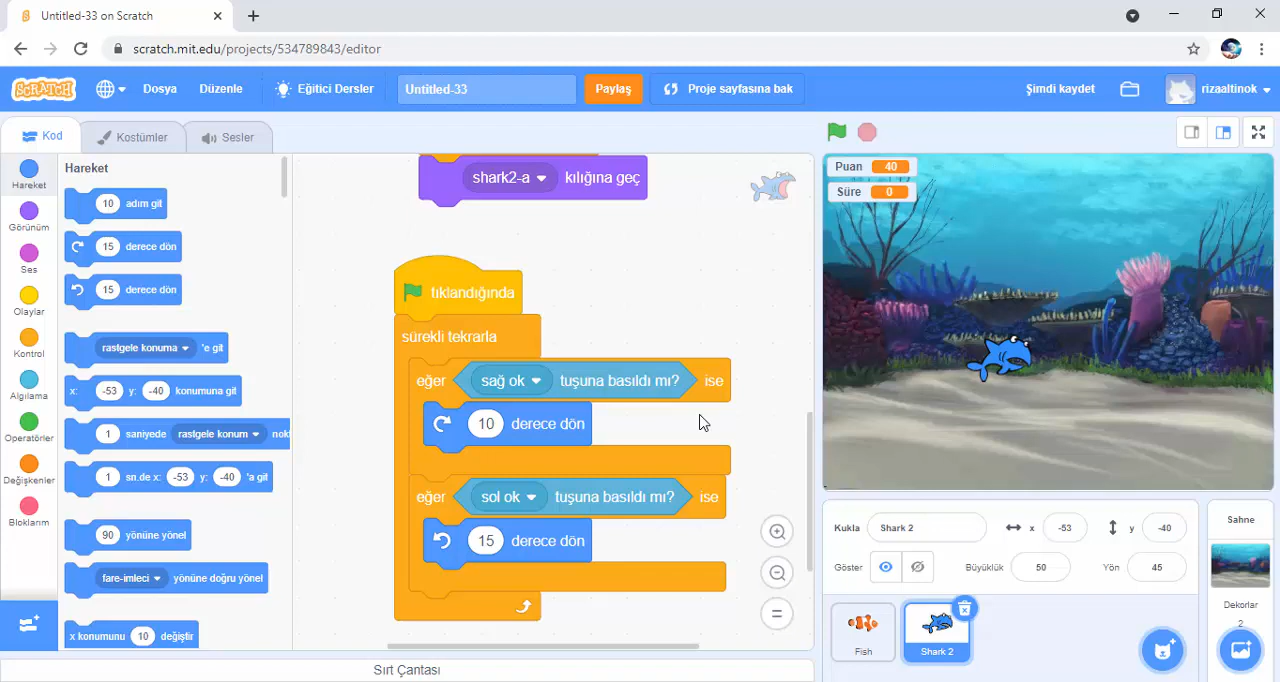 Untitled-33 on Scratch
scratch.mit.edu/projects/534789843/editor
SCRATCH
Dosya
Düzenle
Eğitici Dersler
Untitled-33
Paylaş
Proje sayfasına bak
Şimdi kaydet
rizaaltinok
Kod
Kostümler
Sesler
Hareket
Görünüm
Ses
Olaylar
Kontrol
Algılama
Operatörler
Değişkenler
Bloklarım
Hareket
10 adım git
15 derece dön
15 derece dön
rastgele konuma 'e git
x: -53 y: -40 konumuna git
1 saniyede rastgele konum nok
1 sn.de x: -53 y: -40 'a git
90 yönüne yönel
fare-imleci yönüne doğru yönel
x konumunu 10 değiştir
shark2-a kılığına geç
tıklandığında
sürekli tekrarla
eğer sağ ok tuşuna basıldı mı? ise
10 derece dön
eğer sol ok tuşuna basıldı mı? ise
15 derece dön
Puan 40
Süre 0
Kukla Shark 2 x -53 y -40
Göster Büyüklük 50 Yön 45
Fish
Shark 2
Sahne
Dekorlar
2
Sırt Çantası